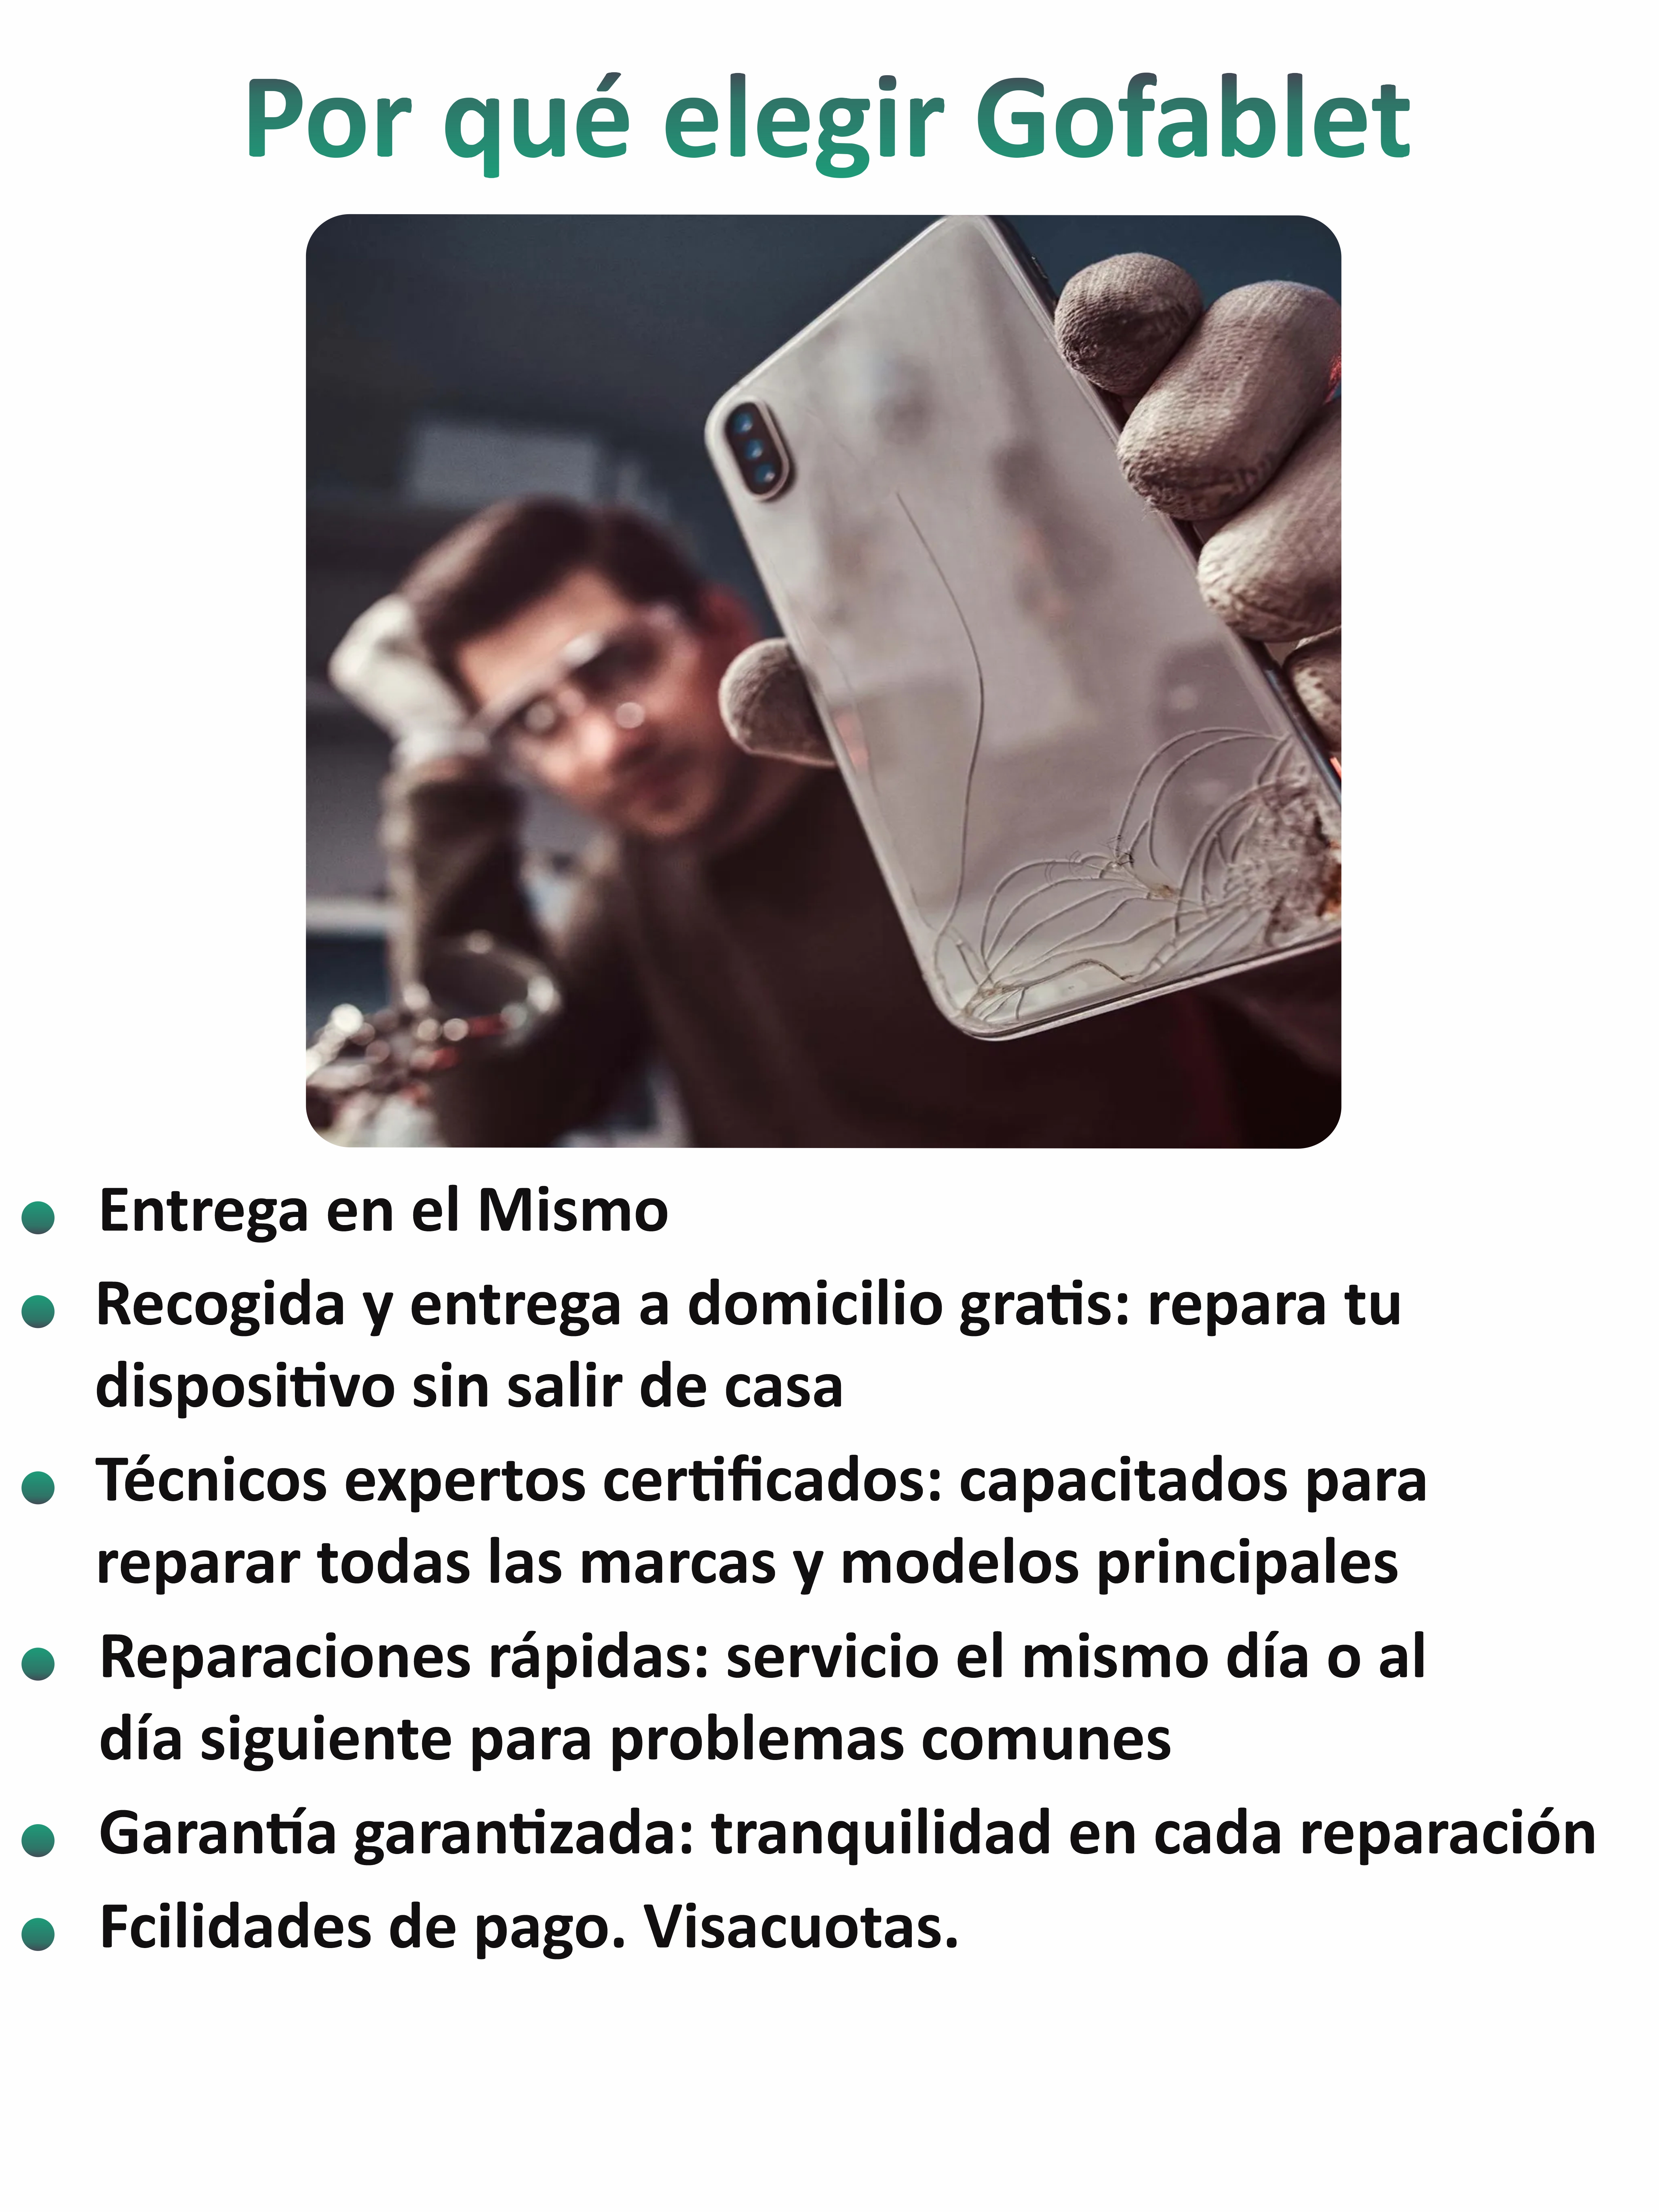 Por qué elegir Gofablet
Entrega en el Mismo
Recogida y entrega a domicilio gratis: repara tu
dispositivo sin salir de casa
Técnicos expertos certificados: capacitados para
reparar todas las marcas y modelos principales
Reparaciones rápidas: servicio el mismo día o al
día siguiente para problemas comunes
Garantía garantizada: tranquilidad en cada reparación
Fcilidades de pago. Visacuotas.